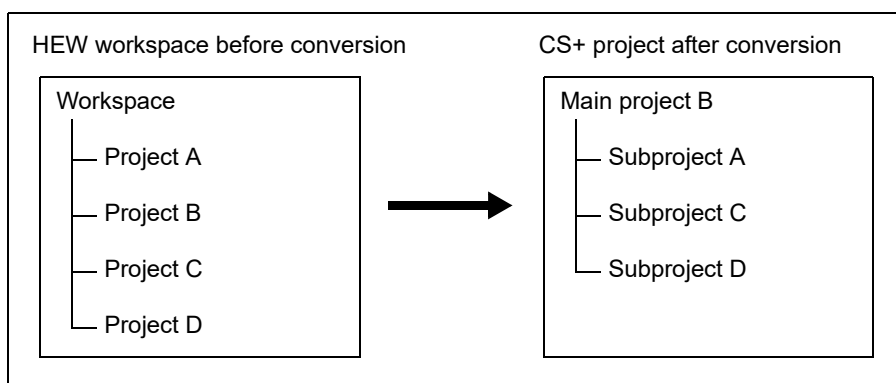 HEW workspace before conversion
Workspace
Project A
Project B
Project C
Project D
CS+ project after conversion
Main project B
Subproject A
Subproject C
Subproject D